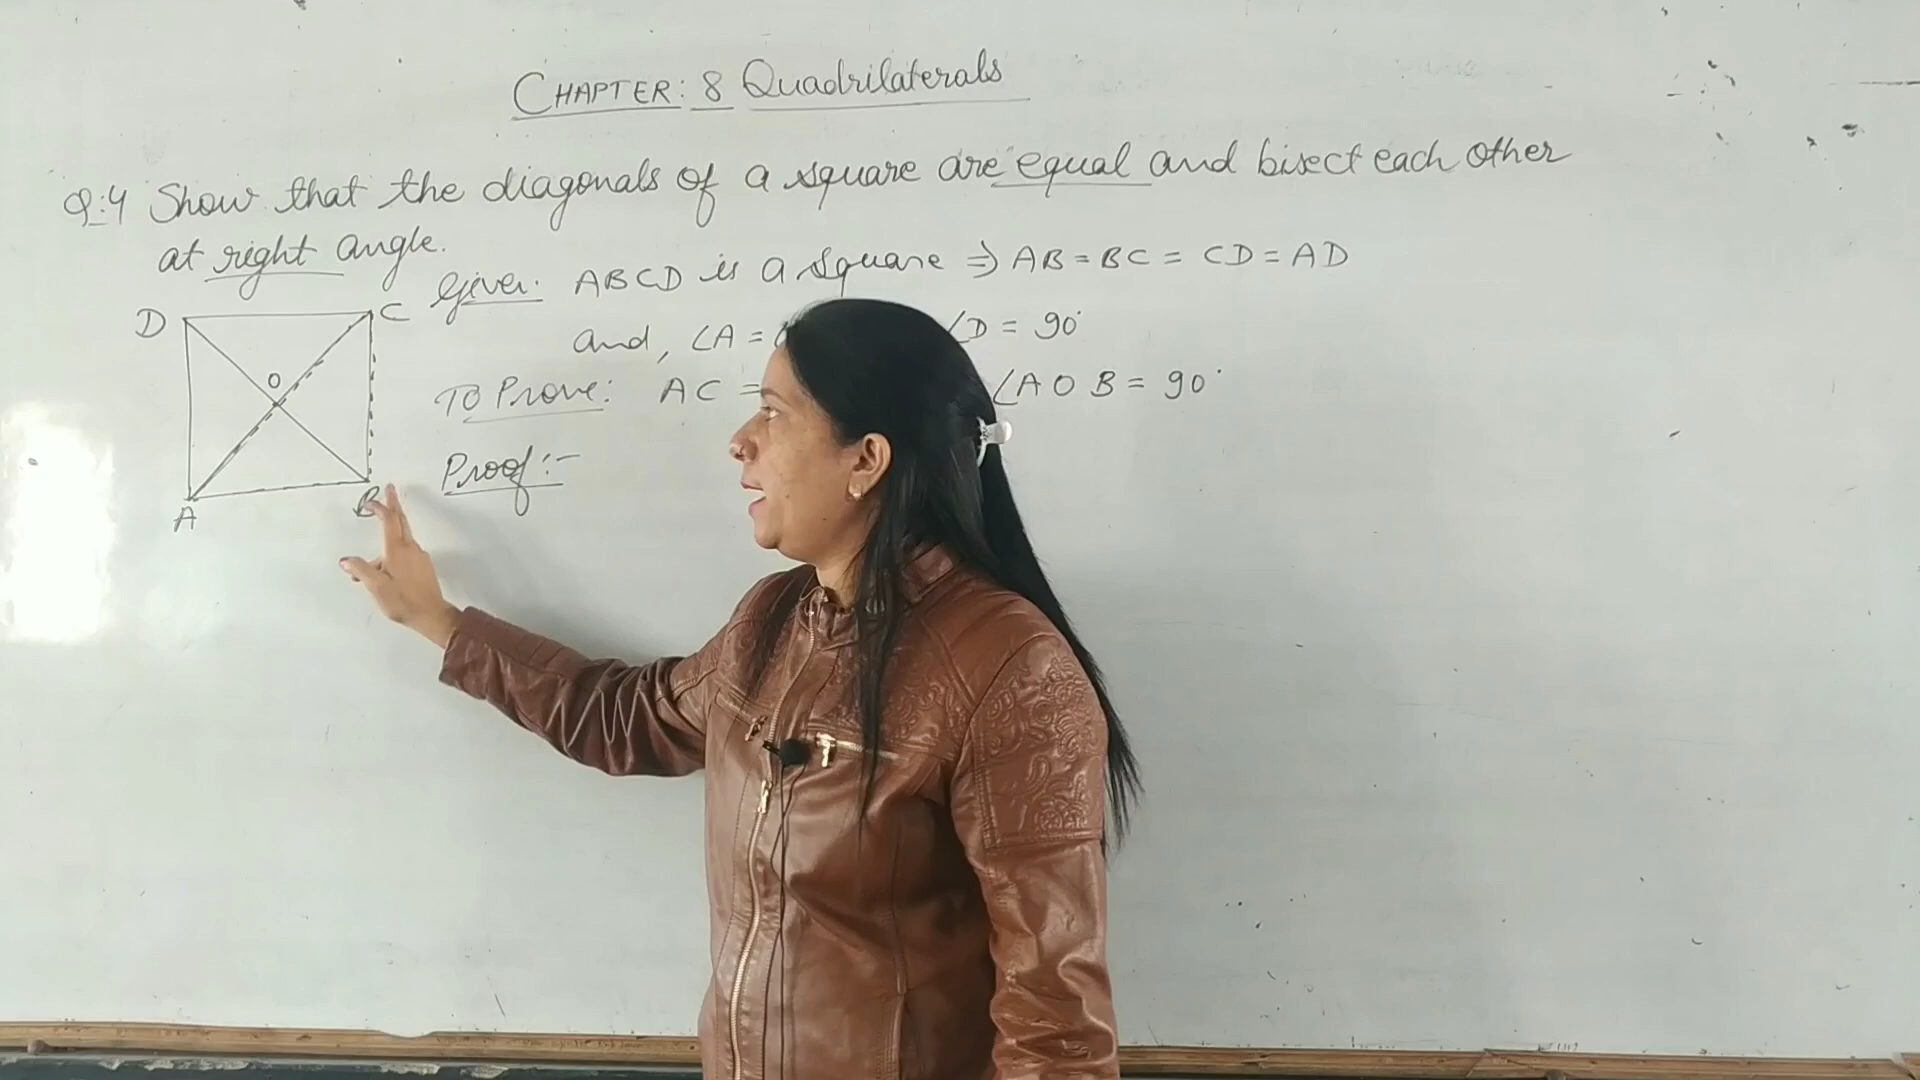 CHAPTER: 8 Quadrilaterals
Q:4 Show that the diagonals of a square are equal and bisect each other
at right angle.
Given: ABCD is a square ⇒ AB = BC = CD = AD
and, ∠A = ∠D = 90°
To Prove: AC = ∠AOB = 90°
Proof:-
D
C
O
A
B